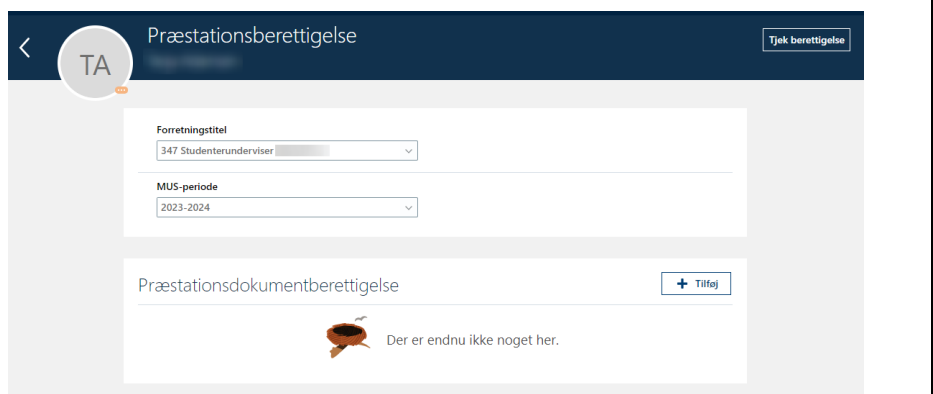 Præstationsberettigelse
Tjek berettigelse
TA
Forretningstitel
347 Studenterunderviser
MUS-periode
2023-2024
Præstationsdokumentberettigelse
+ Tilføj
Der er endnu ikke noget her.